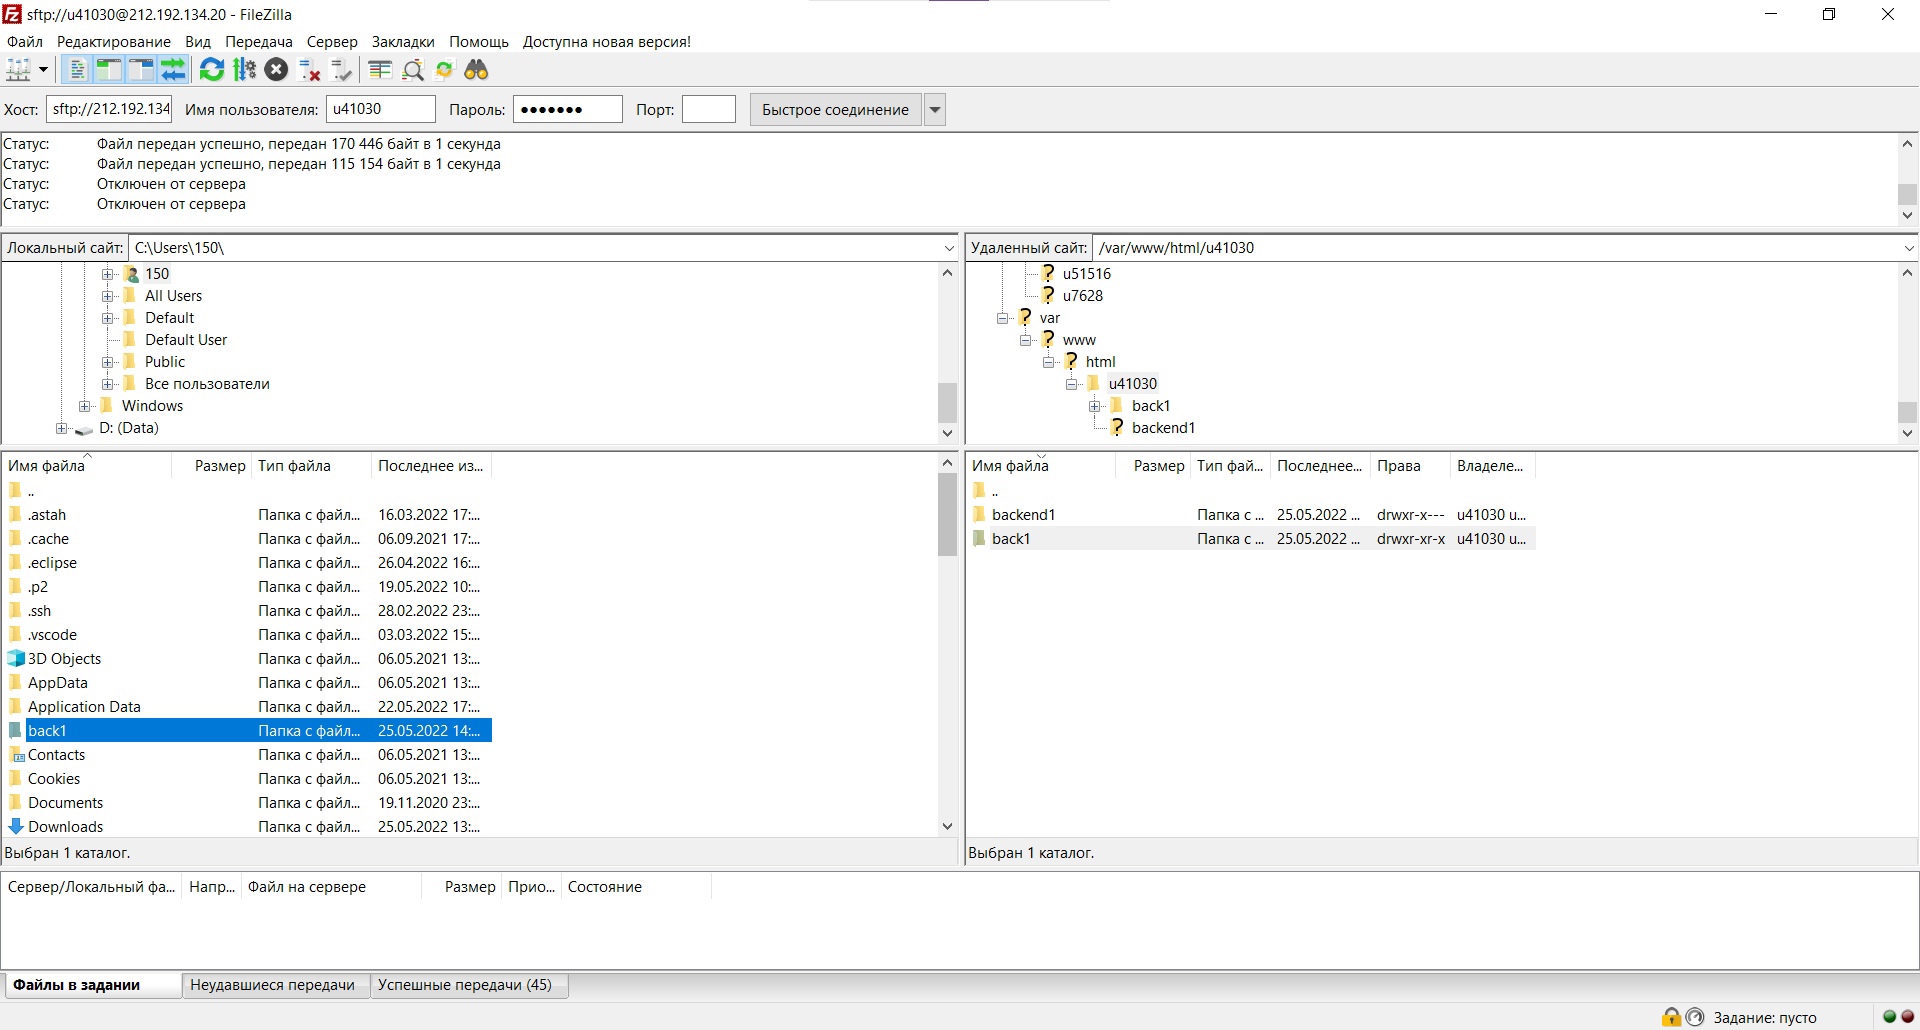 sftp://u41030@212.192.134.20 - FileZilla
Файл Редактирование Вид Передача Сервер Закладки Помощь Доступна новая версия!
Хост: sftp://212.192.134 Имя пользователя: u41030 Пароль: ●●●●●●● Порт: Быстрое соединение
Статус: Файл передан успешно, передан 170 446 байт в 1 секунда
Статус: Файл передан успешно, передан 115 154 байт в 1 секунда
Статус: Отключен от сервера
Статус: Отключен от сервера
Локальный сайт: C:\Users\150\
150
All Users
Default
Default User
Public
Все пользователи
Windows
D: (Data)
Удаленный сайт: /var/www/html/u41030
u51516
u7628
var
www
html
u41030
back1
backend1
Имя файла Размер Тип файла Последнее из...
..
.astah Папка с файл... 16.03.2022 17:...
.cache Папка с файл... 06.09.2021 17:...
.eclipse Папка с файл... 26.04.2022 16:...
.p2 Папка с файл... 19.05.2022 10:...
.ssh Папка с файл... 28.02.2022 23:...
.vscode Папка с файл... 03.03.2022 15:...
3D Objects Папка с файл... 06.05.2021 13:...
AppData Папка с файл... 06.05.2021 13:...
Application Data Папка с файл... 22.05.2022 17:...
back1 Папка с файл... 25.05.2022 14:...
Contacts Папка с файл... 06.05.2021 13:...
Cookies Папка с файл... 06.05.2021 13:...
Documents Папка с файл... 19.11.2020 23:...
Downloads Папка с файл... 25.05.2022 13:...
Выбран 1 каталог.
Имя файла Размер Тип фай... Последнее... Права Владеле...
..
backend1 Папка с ... 25.05.2022 ... drwxr-x--- u41030 u...
back1 Папка с ... 25.05.2022 ... drwxr-xr-x u41030 u...
Выбран 1 каталог.
Сервер/Локальный фа... Напр... Файл на сервере Размер Прио... Состояние
Файлы в задании Неудавшиеся передачи Успешные передачи (45)
Задание: пусто